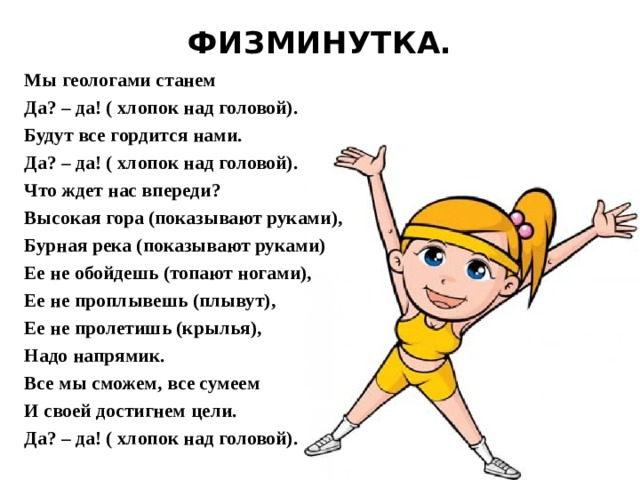 ФИЗМИНУТКА.
Мы геологами станем
Да? – да! ( хлопок над головой).
Будут все гордится нами.
Да? – да! ( хлопок над головой).
Что ждет нас впереди?
Высокая гора (показывают руками),
Бурная река (показывают руками)
Ее не обойдешь (топают ногами),
Ее не проплывешь (плывут),
Ее не пролетишь (крылья),
Надо напрямик.
Все мы сможем, все сумеем
И своей достигнем цели.
Да? – да! ( хлопок над головой).